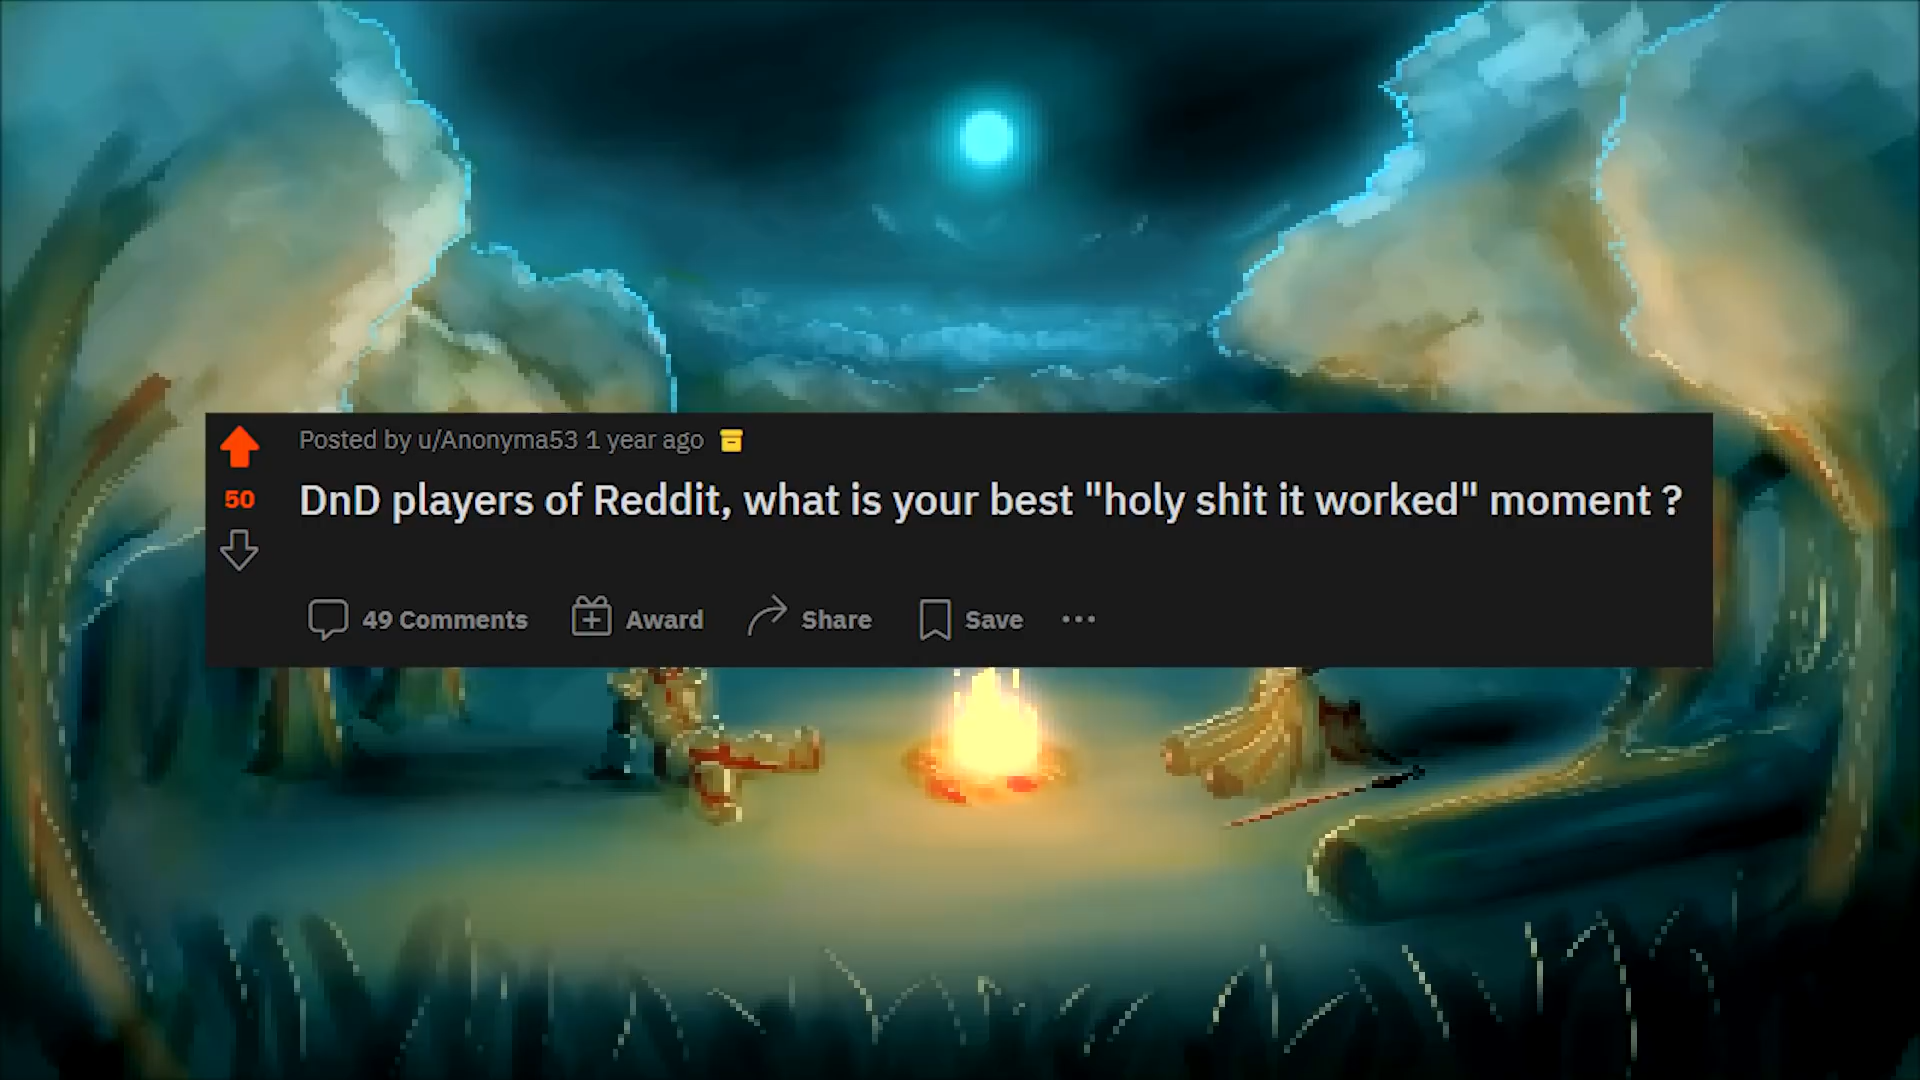 Posted by u/Anonyma53 1 year ago
50
DnD players of Reddit, what is your best "holy shit it worked" moment ?
49 Comments Award Share Save ...